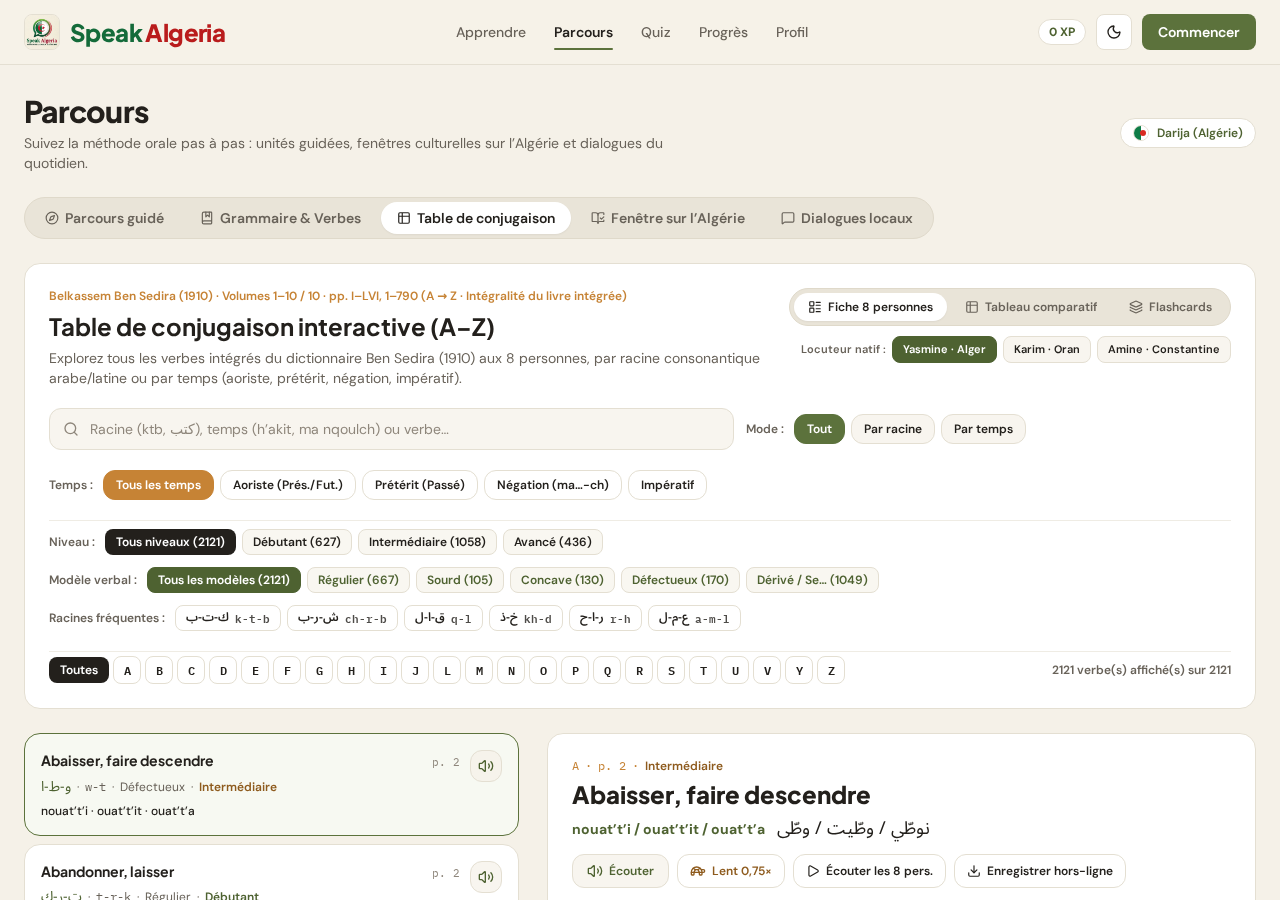 Speak Algeria
Apprendre
Parcours
Quiz
Progrès
Profil
0 XP
Commencer
Parcours
Suivez la méthode orale pas à pas : unités guidées, fenêtres culturelles sur l’Algérie et dialogues du
quotidien.
Darija (Algérie)
Parcours guidé
Grammaire & Verbes
Table de conjugaison
Fenêtre sur l’Algérie
Dialogues locaux
Belkassem Ben Sedira (1910) · Volumes 1–10 / 10 · pp. I–LVI, 1–790 (A → Z · Intégralité du livre intégrée)
Table de conjugaison interactive (A–Z)
Explorez tous les verbes intégrés du dictionnaire Ben Sedira (1910) aux 8 personnes, par racine consonantique
arabe/latine ou par temps (aoriste, prétérit, négation, impératif).
Fiche 8 personnes
Tableau comparatif
Flashcards
Locuteur natif : Yasmine · Alger Karim · Oran Amine · Constantine
Racine (ktb, كتب), temps (h’akit, ma nqoulch) ou verbe…
Mode : Tout Par racine Par temps
Temps : Tous les temps Aoriste (Prés./Fut.) Prétérit (Passé) Négation (ma…-ch) Impératif
Niveau : Tous niveaux (2121) Débutant (627) Intermédiaire (1058) Avancé (436)
Modèle verbal : Tous les modèles (2121) Régulier (667) Sourd (105) Concave (130) Défectueux (170) Dérivé / Se… (1049)
Racines fréquentes : ك-ت-ب k-t-b ش-ر-ب ch-r-b ق-ا-ل q-l خ-ذ kh-d ر-ا-ح r-h ع-م-ل a-m-l
Toutes A B C D E F G H I J L M N O P Q R S T U V Y Z
2121 verbe(s) affiché(s) sur 2121
Abaisser, faire descendre
p. 2
و-ط-ا · w-t · Défectueux · Intermédiaire
nouat’t’i · ouat’t’it · ouat’t’a
Abandonner, laisser
p. 2
ت-ر-ك · t-r-k · Régulier · Débutant
A · p. 2 · Intermédiaire
Abaisser, faire descendre
nouat’t’i / ouat’t’it / ouat’t’a نوطّي / وطّيت / وطّى
Écouter
Lent 0,75×
Écouter les 8 pers.
Enregistrer hors-ligne